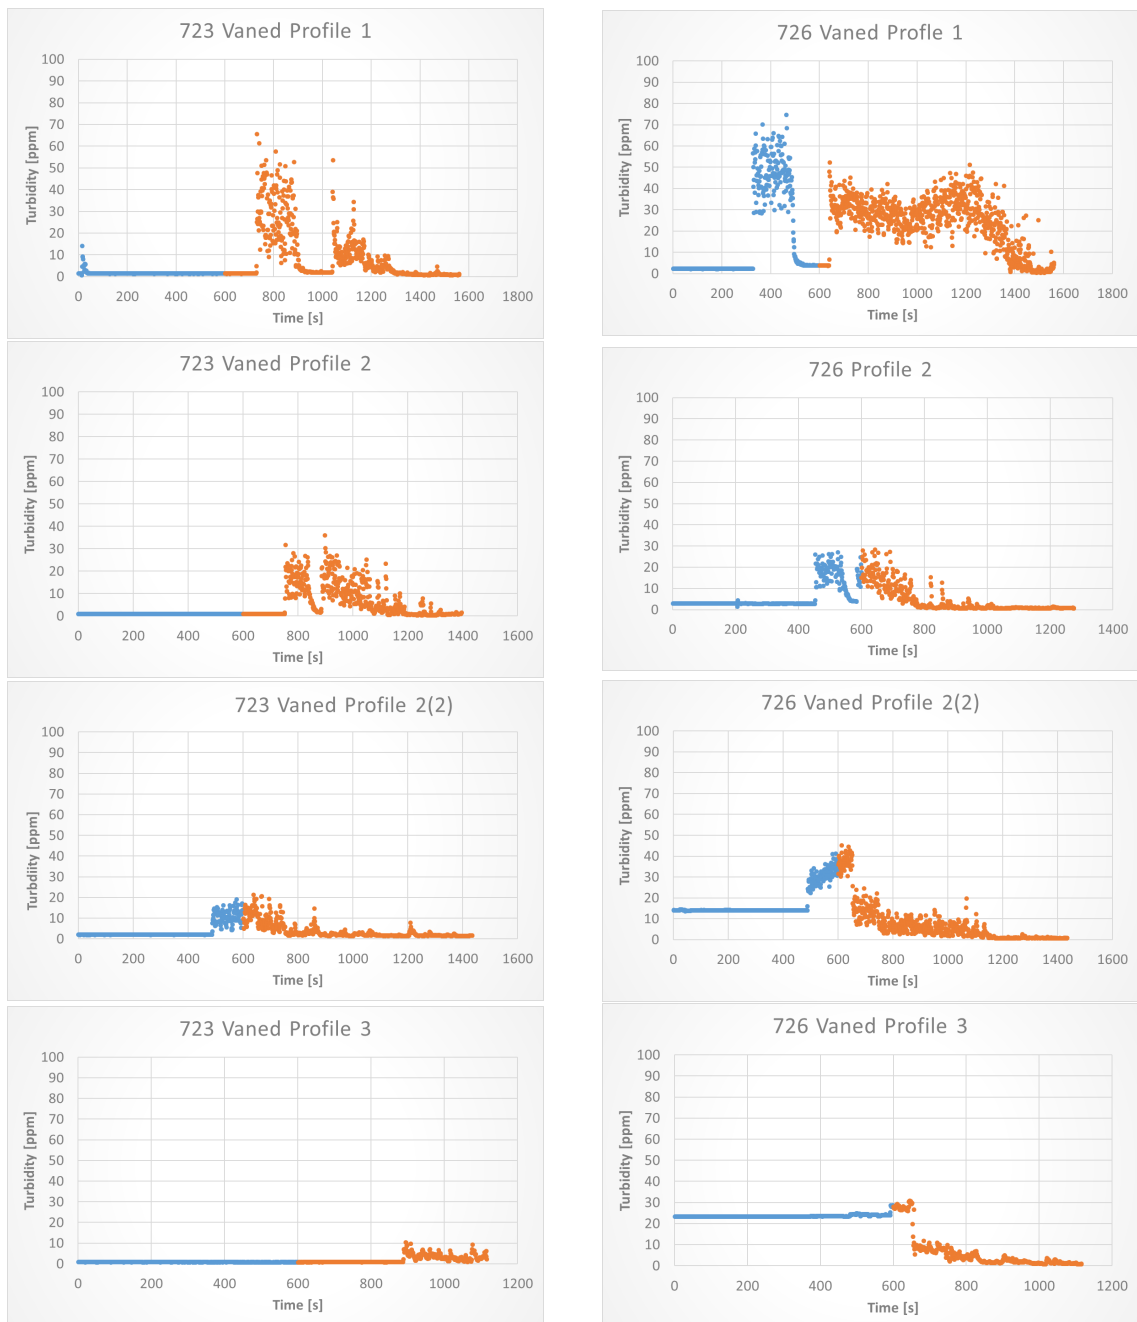 723 Vaned Profile 1
100
90
80
70
60
50
40
30
20
10
0
Turbidity [ppm]
0 200 400 600 800 1000 1200 1400 1600 1800
Time [s]
726 Vaned Profle 1
100
90
80
70
60
50
40
30
20
10
0
Turbidity [ppm]
0 200 400 600 800 1000 1200 1400 1600 1800
Time [s]
723 Vaned Profile 2
100
90
80
70
60
50
40
30
20
10
0
Turbidity [ppm]
0 200 400 600 800 1000 1200 1400 1600
Time [s]
726 Profile 2
100
90
80
70
60
50
40
30
20
10
0
Turbidity [ppm]
0 200 400 600 800 1000 1200 1400
Time [s]
723 Vaned Profile 2(2)
100
90
80
70
60
50
40
30
20
10
0
Turbdiity [ppm]
0 200 400 600 800 1000 1200 1400 1600
Time [s]
726 Vaned Profile 2(2)
100
90
80
70
60
50
40
30
20
10
0
Turbidity [ppm]
0 200 400 600 800 1000 1200 1400 1600
Time [s]
723 Vaned Profile 3
100
90
80
70
60
50
40
30
20
10
0
Turbidity [ppm]
0 200 400 600 800 1000 1200
Time [s]
726 Vaned Profile 3
100
90
80
70
60
50
40
30
20
10
0
Turbidity [ppm]
0 200 400 600 800 1000 1200
Time [s]